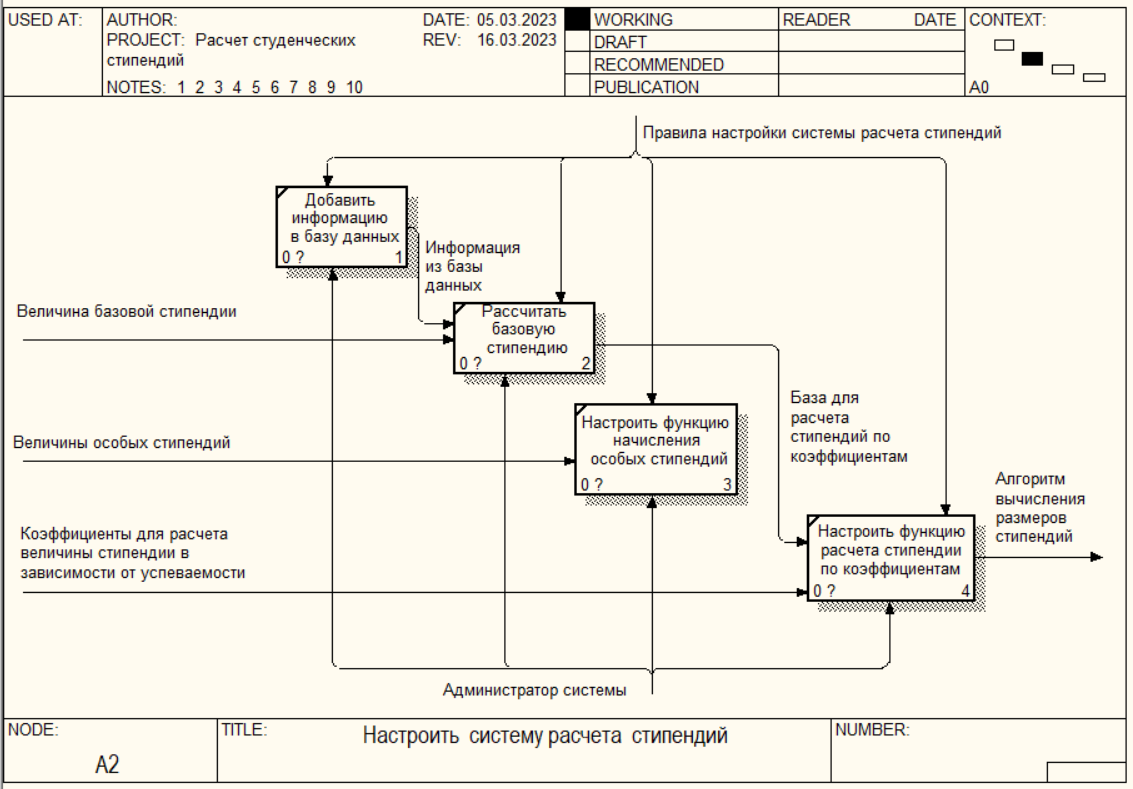 USED AT:
AUTHOR:
DATE: 05.03.2023
PROJECT: Расчет студенческих
стипендий
REV: 16.03.2023
NOTES: 1 2 3 4 5 6 7 8 9 10
WORKING
DRAFT
RECOMMENDED
PUBLICATION
READER
DATE
CONTEXT:
A0
Правила настройки системы расчета стипендий
Добавить
информацию
в базу данных
0 ?
1
Информация
из базы
данных
Величина базовой стипендии
Рассчитать
базовую
стипендию
0 ?
2
База для
расчета
стипендий по
коэффициентам
Величины особых стипендий
Настроить функцию
начисления
особых стипендий
0 ?
3
Алгоритм
вычисления
размеров
стипендий
Коэффициенты для расчета
величины стипендии в
зависимости от успеваемости
Настроить функцию
расчета стипендии
по коэффициентам
0 ?
4
Администратор системы
NODE:
A2
TITLE:
Настроить систему расчета стипендий
NUMBER: